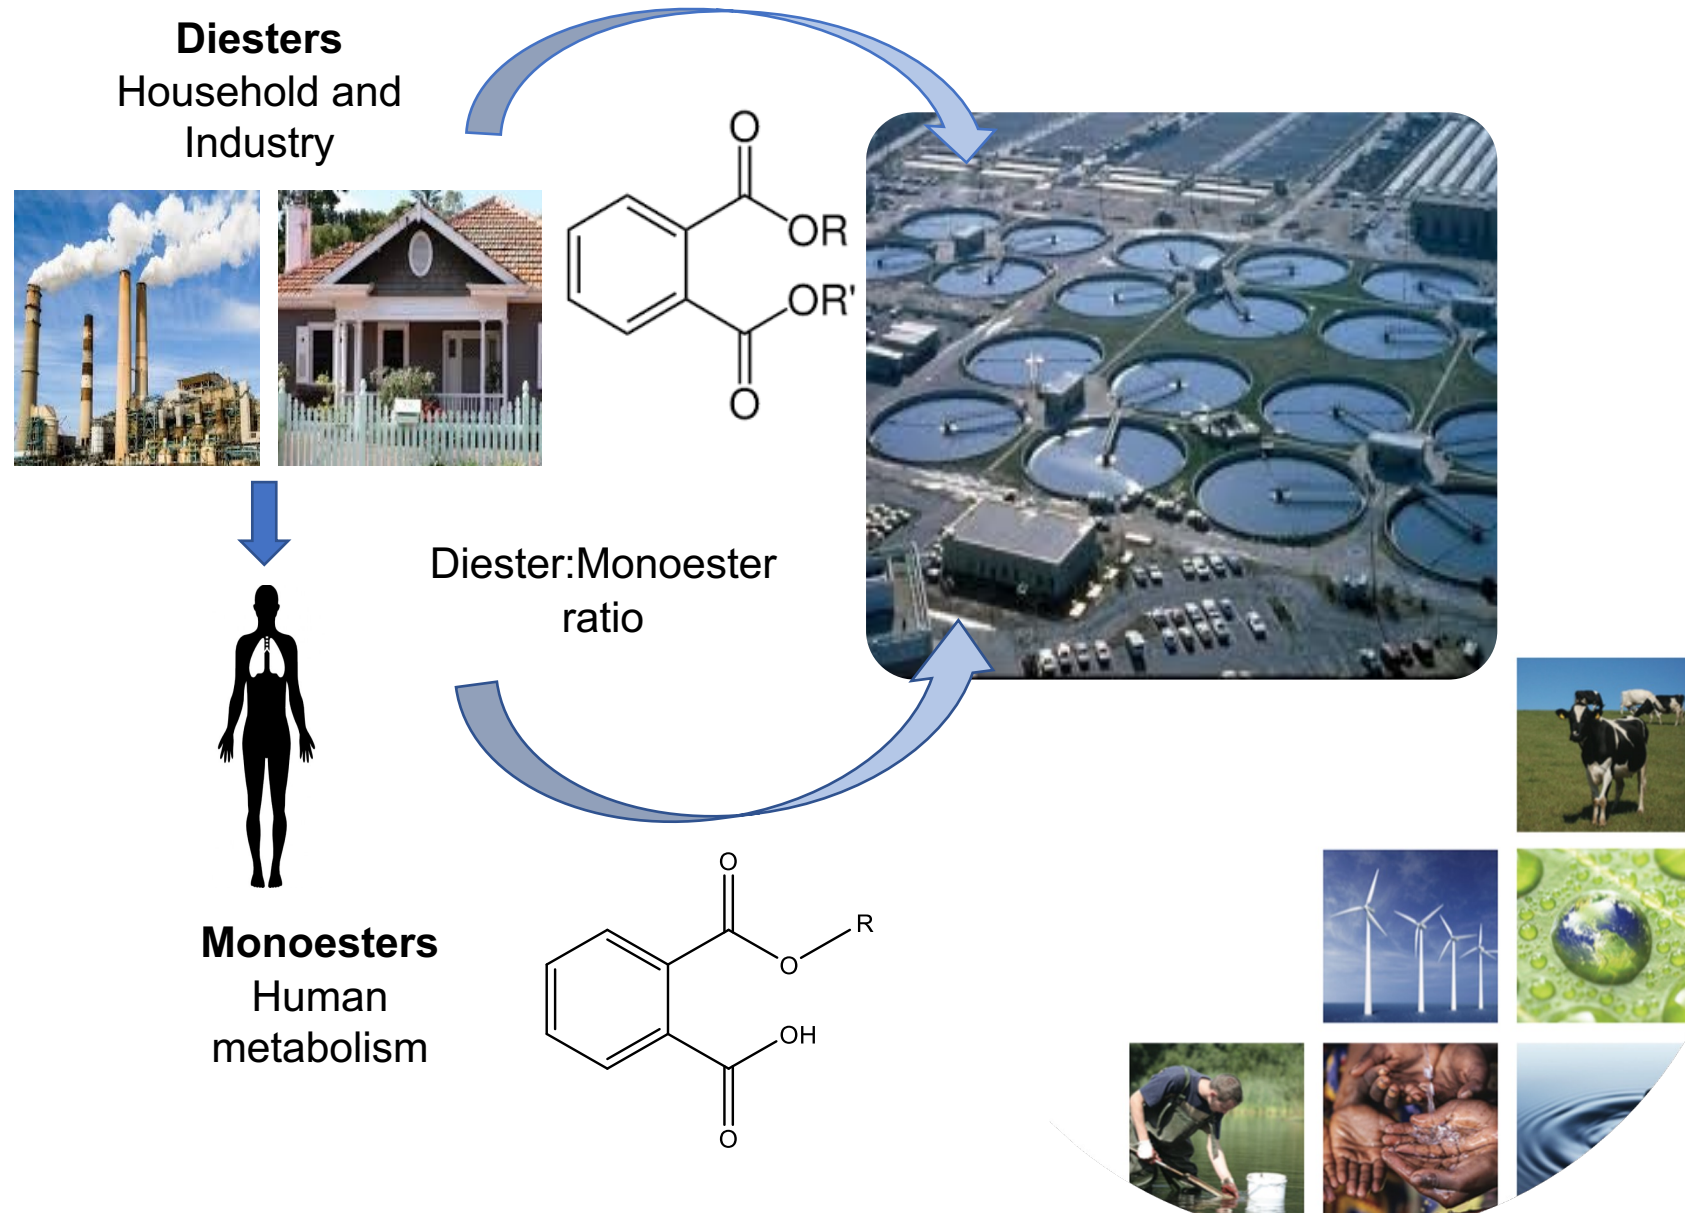 Diesters
Household and
Industry
O
OR
OR'
O
Diester:Monoester
ratio
Monoesters
Human
metabolism
O
R
O
OH
O